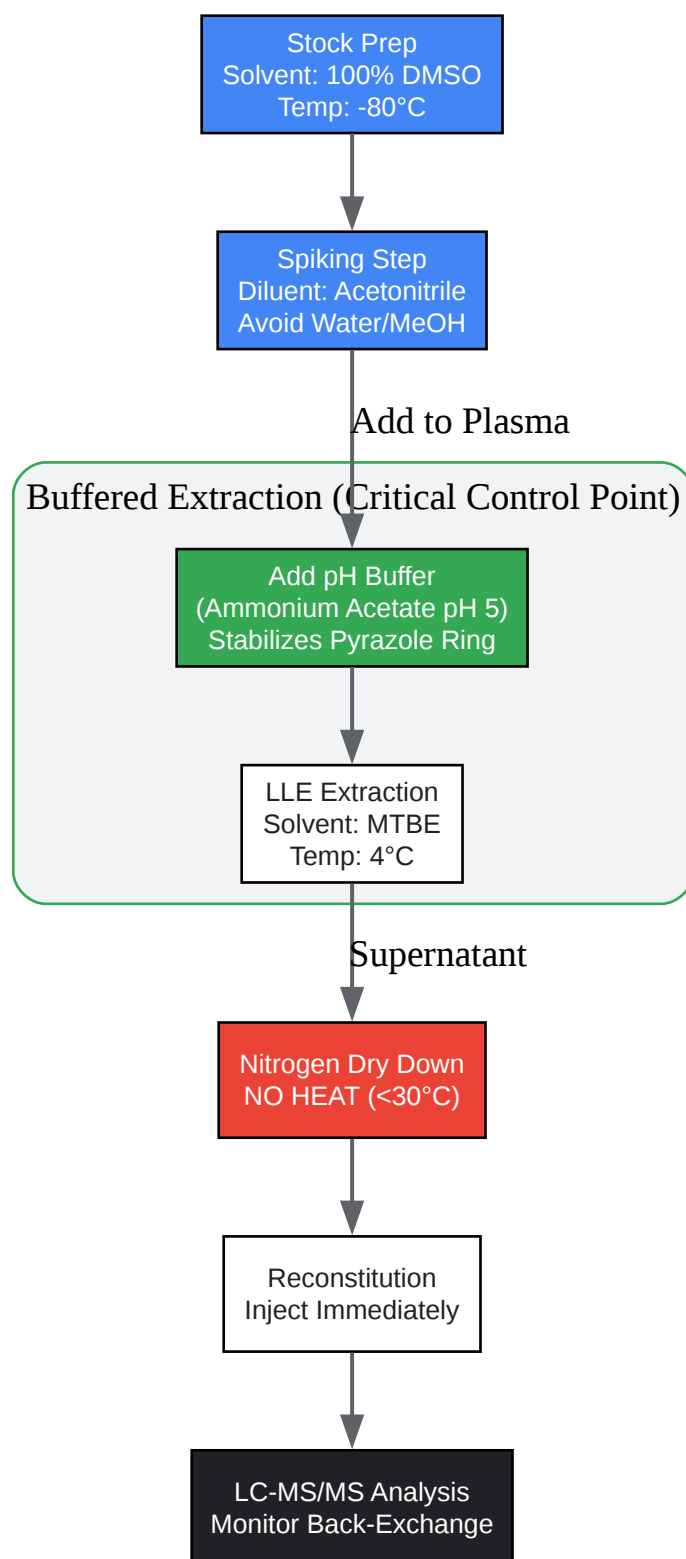 Stock Prep
Solvent: 100% DMSO
Temp: -80°C
Spiking Step
Diluent: Acetonitrile
Avoid Water/MeOH
Add to Plasma
Buffered Extraction (Critical Control Point)
Add pH Buffer
(Ammonium Acetate pH 5)
Stabilizes Pyrazole Ring
LLE Extraction
Solvent: MTBE
Temp: 4°C
Supernatant
Nitrogen Dry Down
NO HEAT (<30°C)
Reconstitution
Inject Immediately
LC-MS/MS Analysis
Monitor Back-Exchange